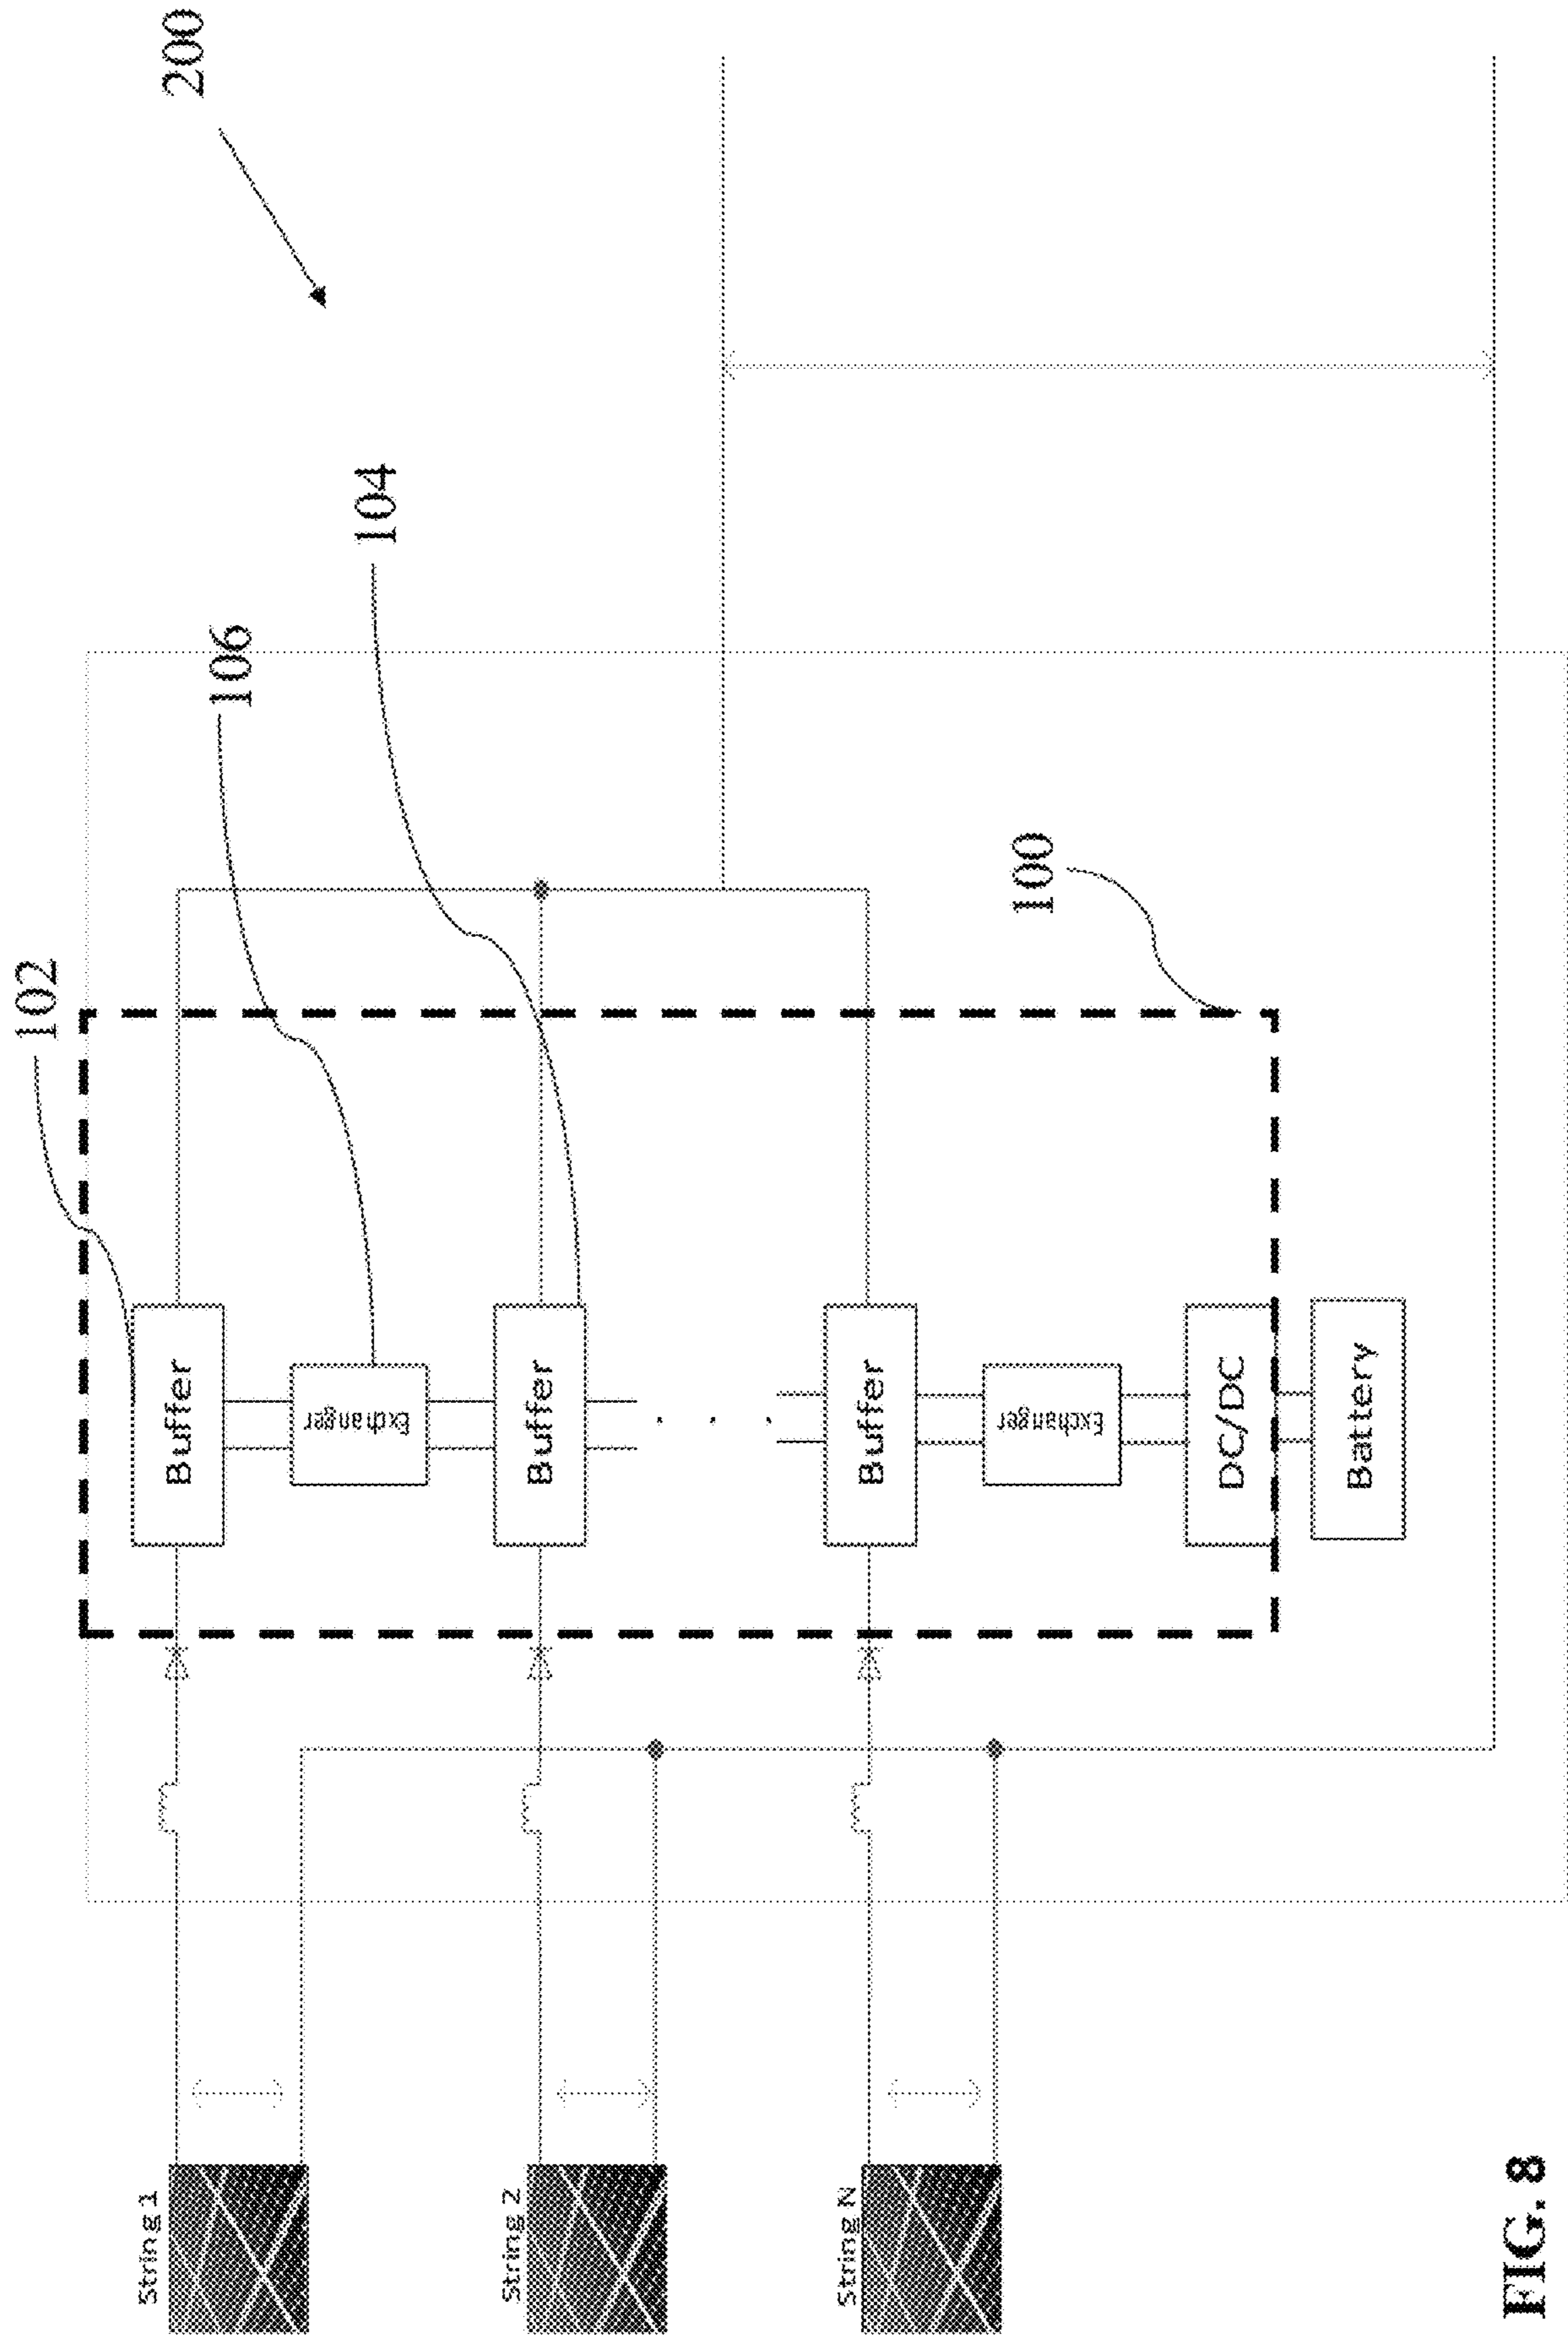 200
102
106
104
100
String 1
Buffer
Exchanger
String 2
Buffer
. . .
String N
Buffer
Exchanger
DC/DC
Battery
FIG. 8